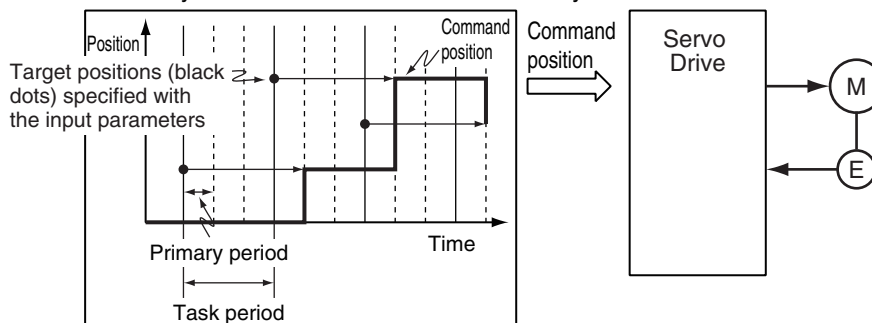 Position
Command
position
Target positions (black
dots) specified with
the input parameters
Primary period
Time
Task period
Command
position
Servo
Drive
M
E